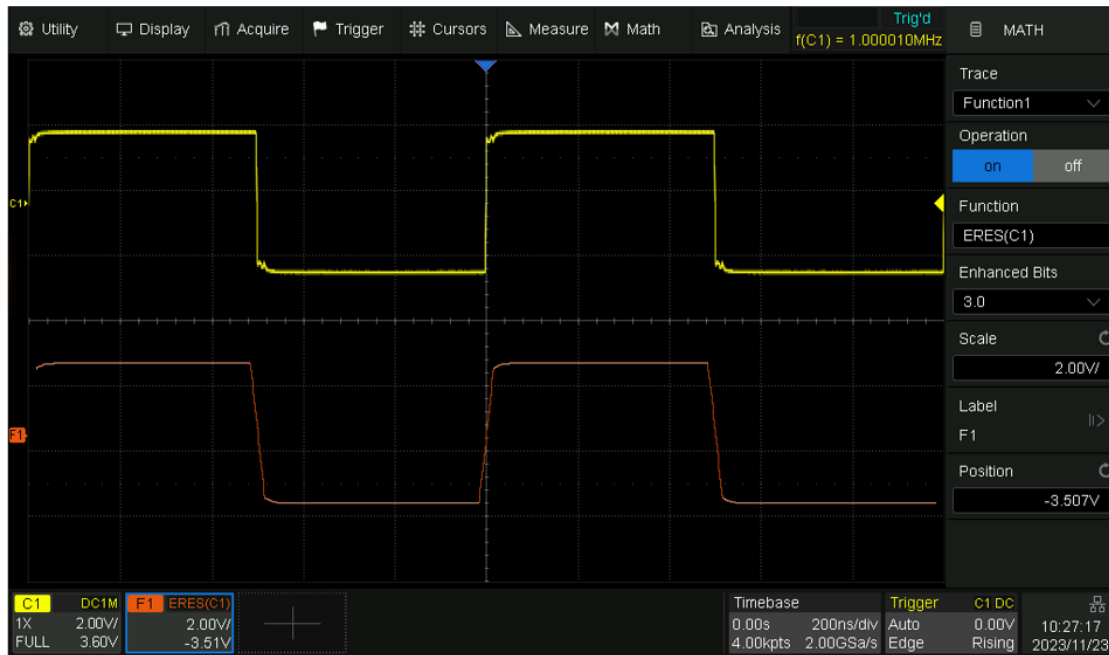 Utility Display Acquire Trigger Cursors Measure Math Analysis
Trig'd
f(C1) = 1.000010MHz
MATH
Trace
Function1
Operation
on off
Function
ERES(C1)
Enhanced Bits
3.0
Scale
2.00V/
Label
F1
Position
-3.507V
C1
F1
C1 DC1M
1X 2.00V/
FULL 3.60V
F1 ERES(C1)
2.00V/
-3.51V
Timebase
0.00s 200ns/div
4.00kpts 2.00GSa/s
Trigger C1 DC
Auto 0.00V
Edge Rising
10:27:17
2023/11/23